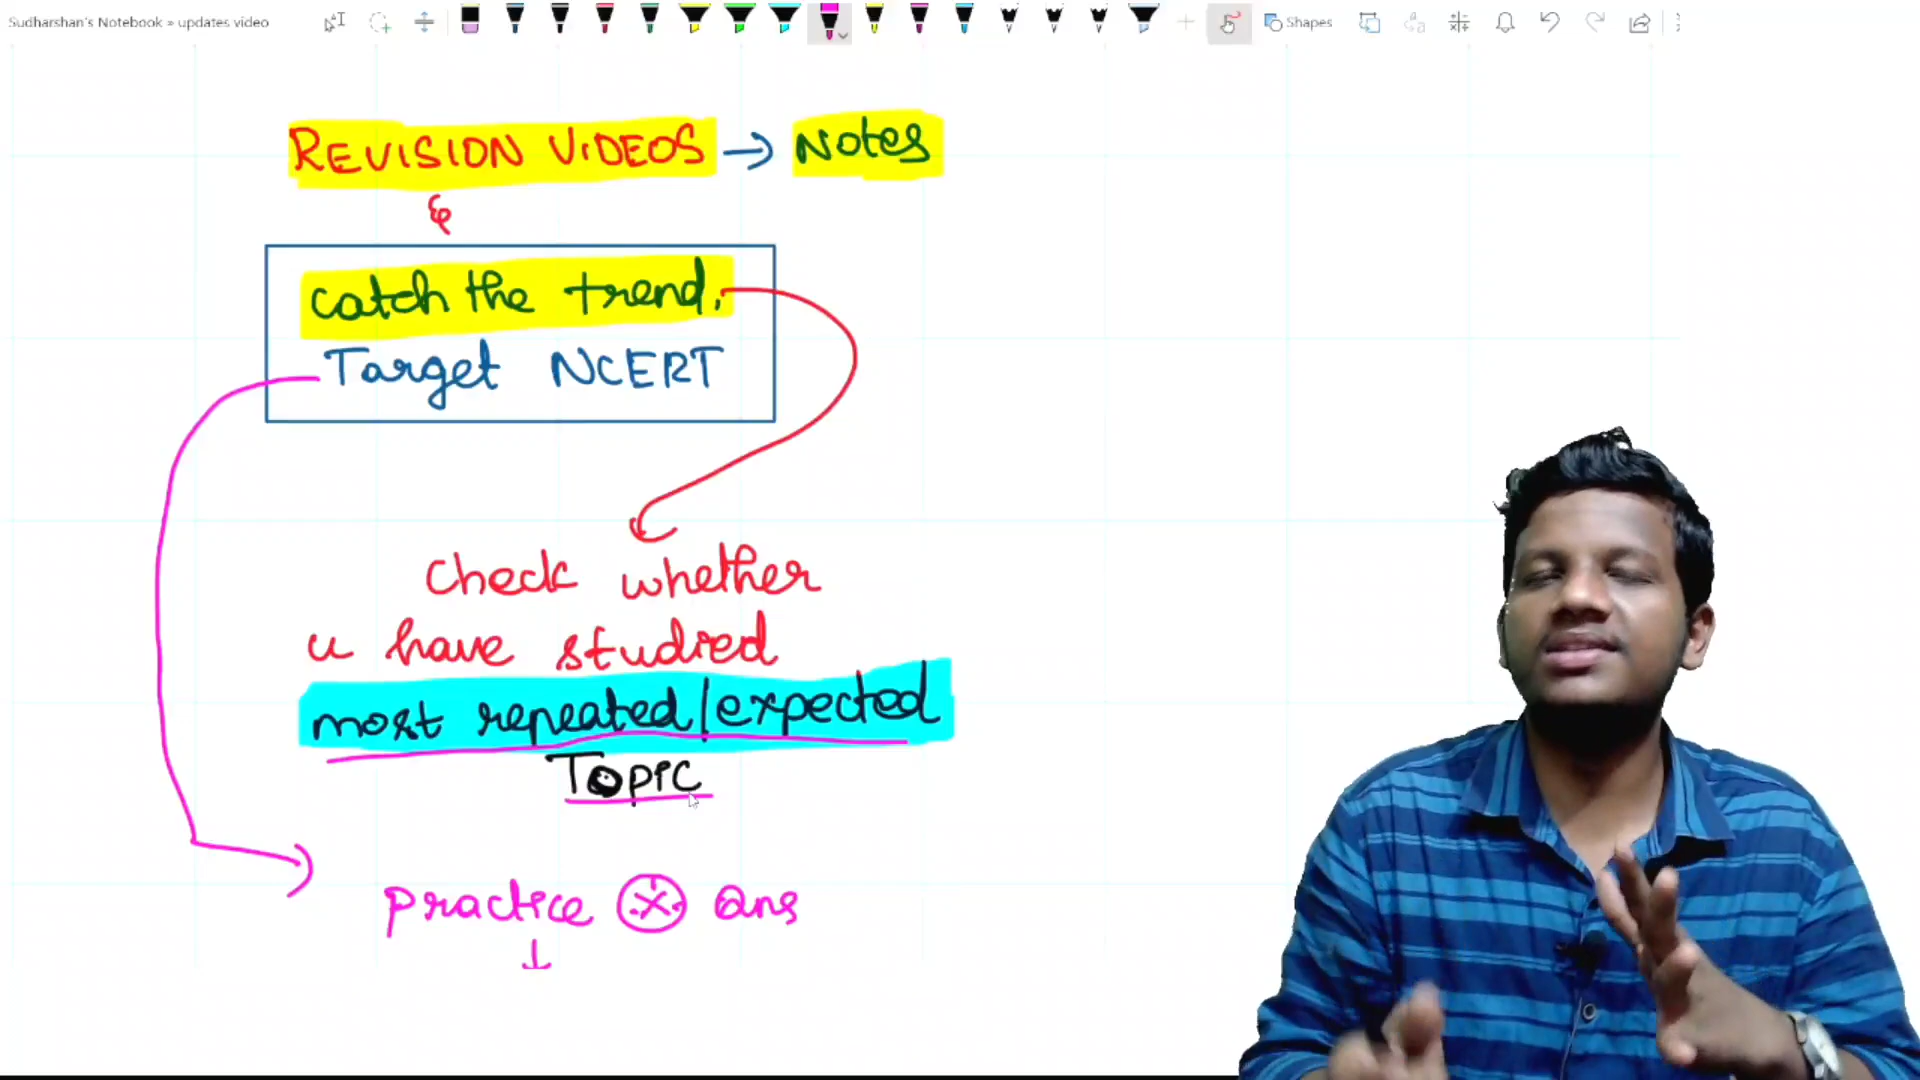 Sudharshan's Notebook » updates video
Shapes
REVISION VIDEOS → Notes
&
catch the trend.
Target NCERT
Check whether
u have studied
most repeated/expected
Topic
practice ans